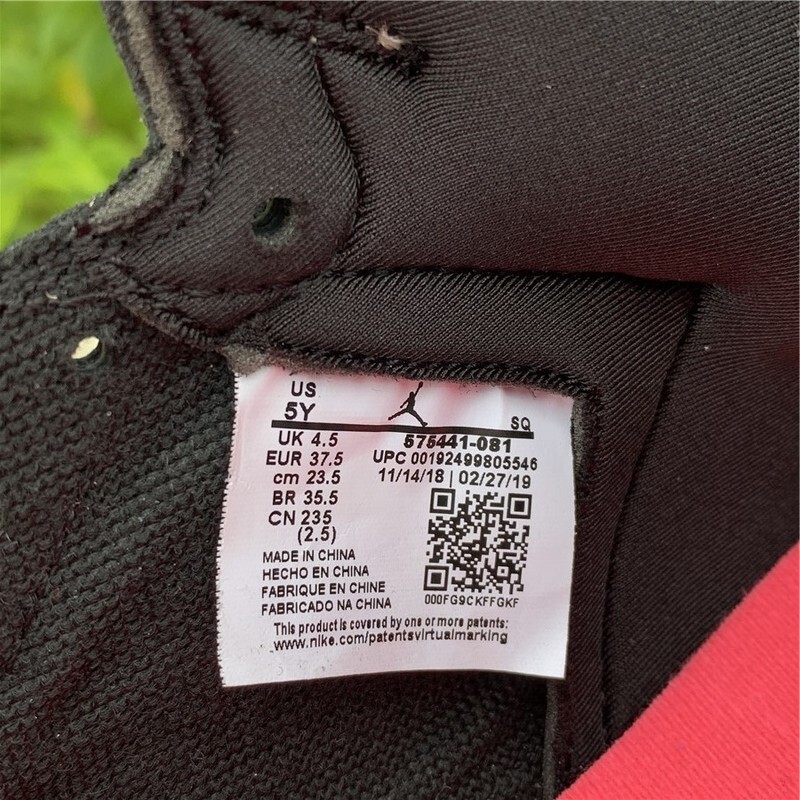 US
5Y
SQ
UK 4.5
EUR 37.5
cm 23.5
BR 35.5
CN 235
(2.5)
575441-081
UPC 00192499805546
11/14/18 | 02/27/19
000FG9CKFFGKF
MADE IN CHINA
HECHO EN CHINA
FABRIQUE EN CHINE
FABRICADO NA CHINA
This product is covered by one or more patents:
www.nike.com/patentsvirtualmarking